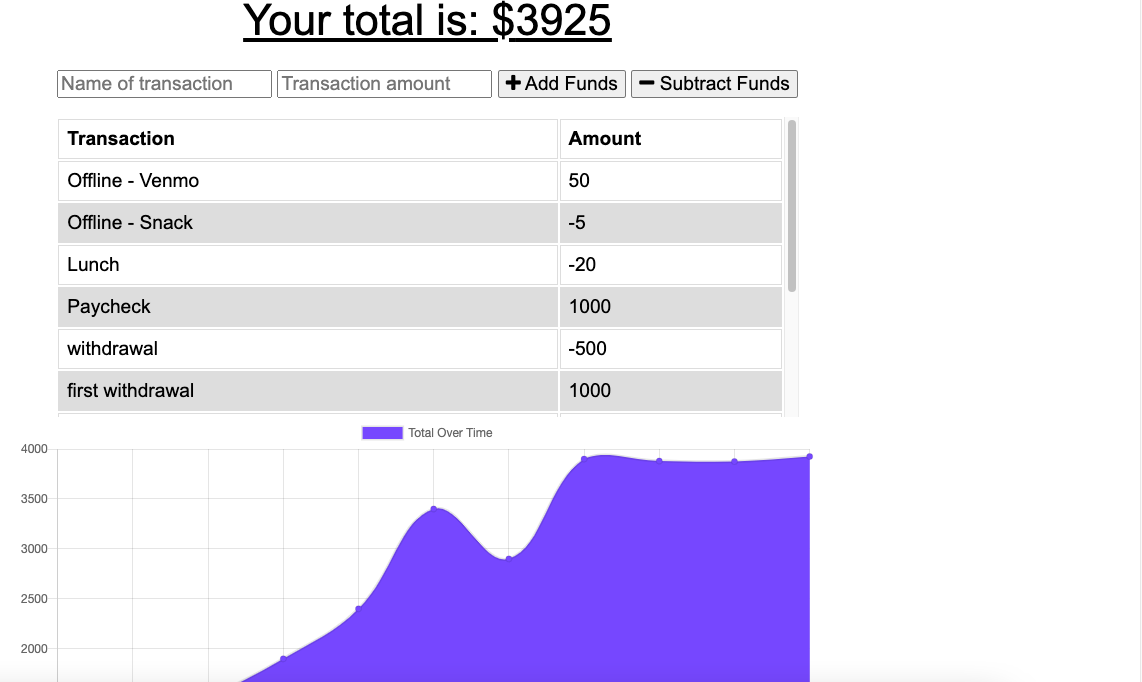 Your total is: $3925
Name of transaction Transaction amount Add Funds Subtract Funds
Transaction Amount
Offline - Venmo 50
Offline - Snack -5
Lunch -20
Paycheck 1000
withdrawal -500
first withdrawal 1000
Total Over Time
4000
3500
3000
2500
2000